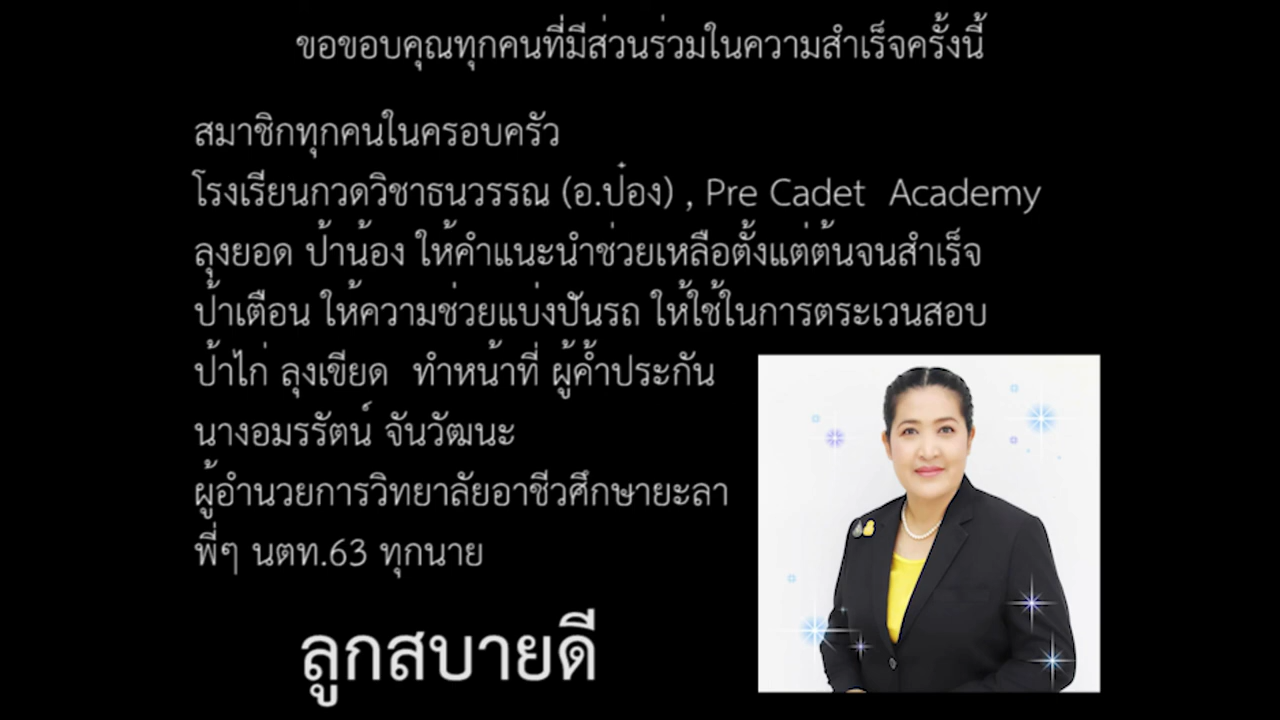 ขอขอบคุณทุกคนที่มีส่วนร่วมในความสำเร็จครั้งนี้
สมาชิกทุกคนในครอบครัว
โรงเรียนกวดวิชาธนวรรณ (อ.ป๋อง) , Pre Cadet Academy
ลุงยอด ป้าน้อง ให้คำแนะนำช่วยเหลือตั้งแต่ต้นจนสำเร็จ
ป้าเตือน ให้ความช่วยแบ่งปันรถ ให้ใช้ในการตระเวนสอบ
ป้าไก่ ลุงเขียด ทำหน้าที่ ผู้ค้ำประกัน
นางอมรรัตน์ จันวัฒนะ
ผู้อำนวยการวิทยาลัยอาชีวศึกษายะลา
พี่ๆ นตท.63 ทุกนาย
ลูกสบายดี